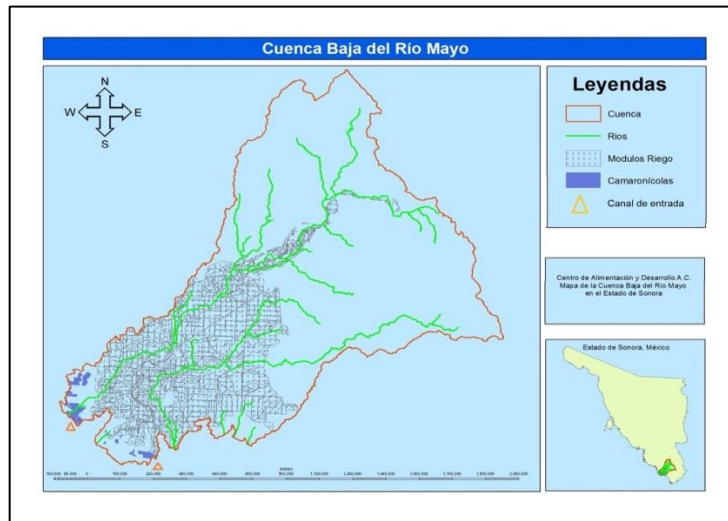 Cuenca Baja del Río Mayo
N
W E
S
Leyendas
Cuenca
Rios
Modulos Riego
Camaronícolas
Canal de entrada
Centro de Alimentación y Desarrollo A.C.
Mapa de la Cuenca Baja del Río Mayo
en el Estado de Sonora
Estado de Sonora, México